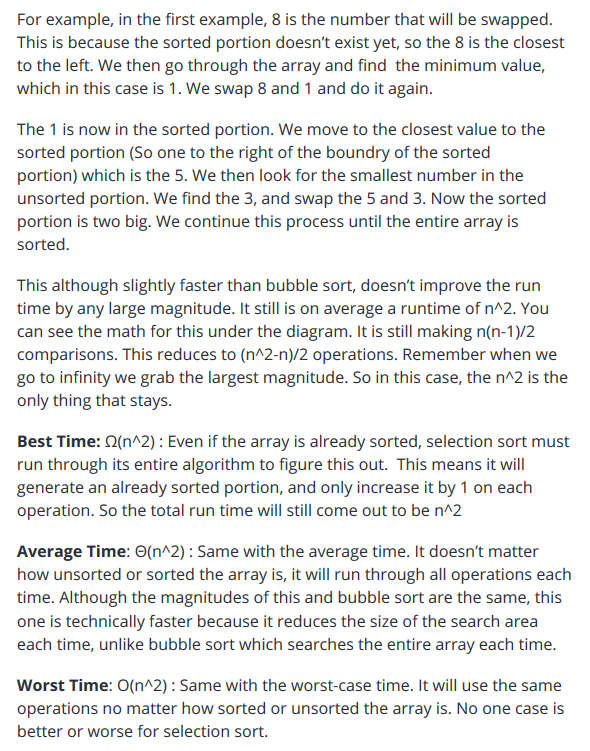 For example, in the first example, 8 is the number that will be swapped.
This is because the sorted portion doesn’t exist yet, so the 8 is the closest
to the left. We then go through the array and find  the minimum value,
which in this case is 1. We swap 8 and 1 and do it again.
The 1 is now in the sorted portion. We move to the closest value to the
sorted portion (So one to the right of the boundry of the sorted
portion) which is the 5. We then look for the smallest number in the
unsorted portion. We find the 3, and swap the 5 and 3. Now the sorted
portion is two big. We continue this process until the entire array is
sorted.
This although slightly faster than bubble sort, doesn’t improve the run
time by any large magnitude. It still is on average a runtime of n^2. You
can see the math for this under the diagram. It is still making n(n-1)/2
comparisons. This reduces to (n^2-n)/2 operations. Remember when we
go to infinity we grab the largest magnitude. So in this case, the n^2 is the
only thing that stays.
Best Time: Ω(n^2) : Even if the array is already sorted, selection sort must
run through its entire algorithm to figure this out.  This means it will
generate an already sorted portion, and only increase it by 1 on each
operation. So the total run time will still come out to be n^2
Average Time: Θ(n^2) : Same with the average time. It doesn’t matter
how unsorted or sorted the array is, it will run through all operations each
time. Although the magnitudes of this and bubble sort are the same, this
one is technically faster because it reduces the size of the search area
each time, unlike bubble sort which searches the entire array each time.
Worst Time: O(n^2) : Same with the worst-case time. It will use the same
operations no matter how sorted or unsorted the array is. No one case is
better or worse for selection sort.